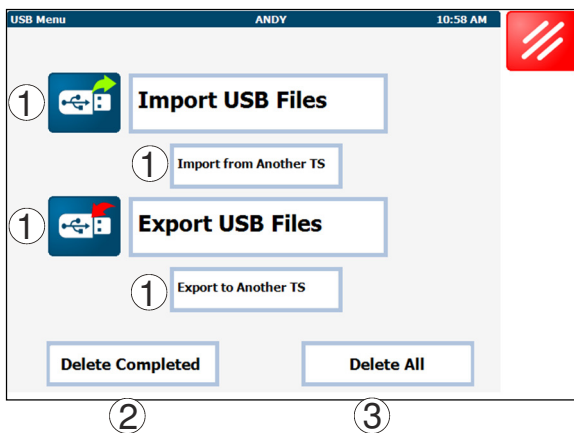 USB Menu ANDY 10:58 AM
1 Import USB Files
1 Import from Another TS
1 Export USB Files
1 Export to Another TS
Delete Completed Delete All
2 3